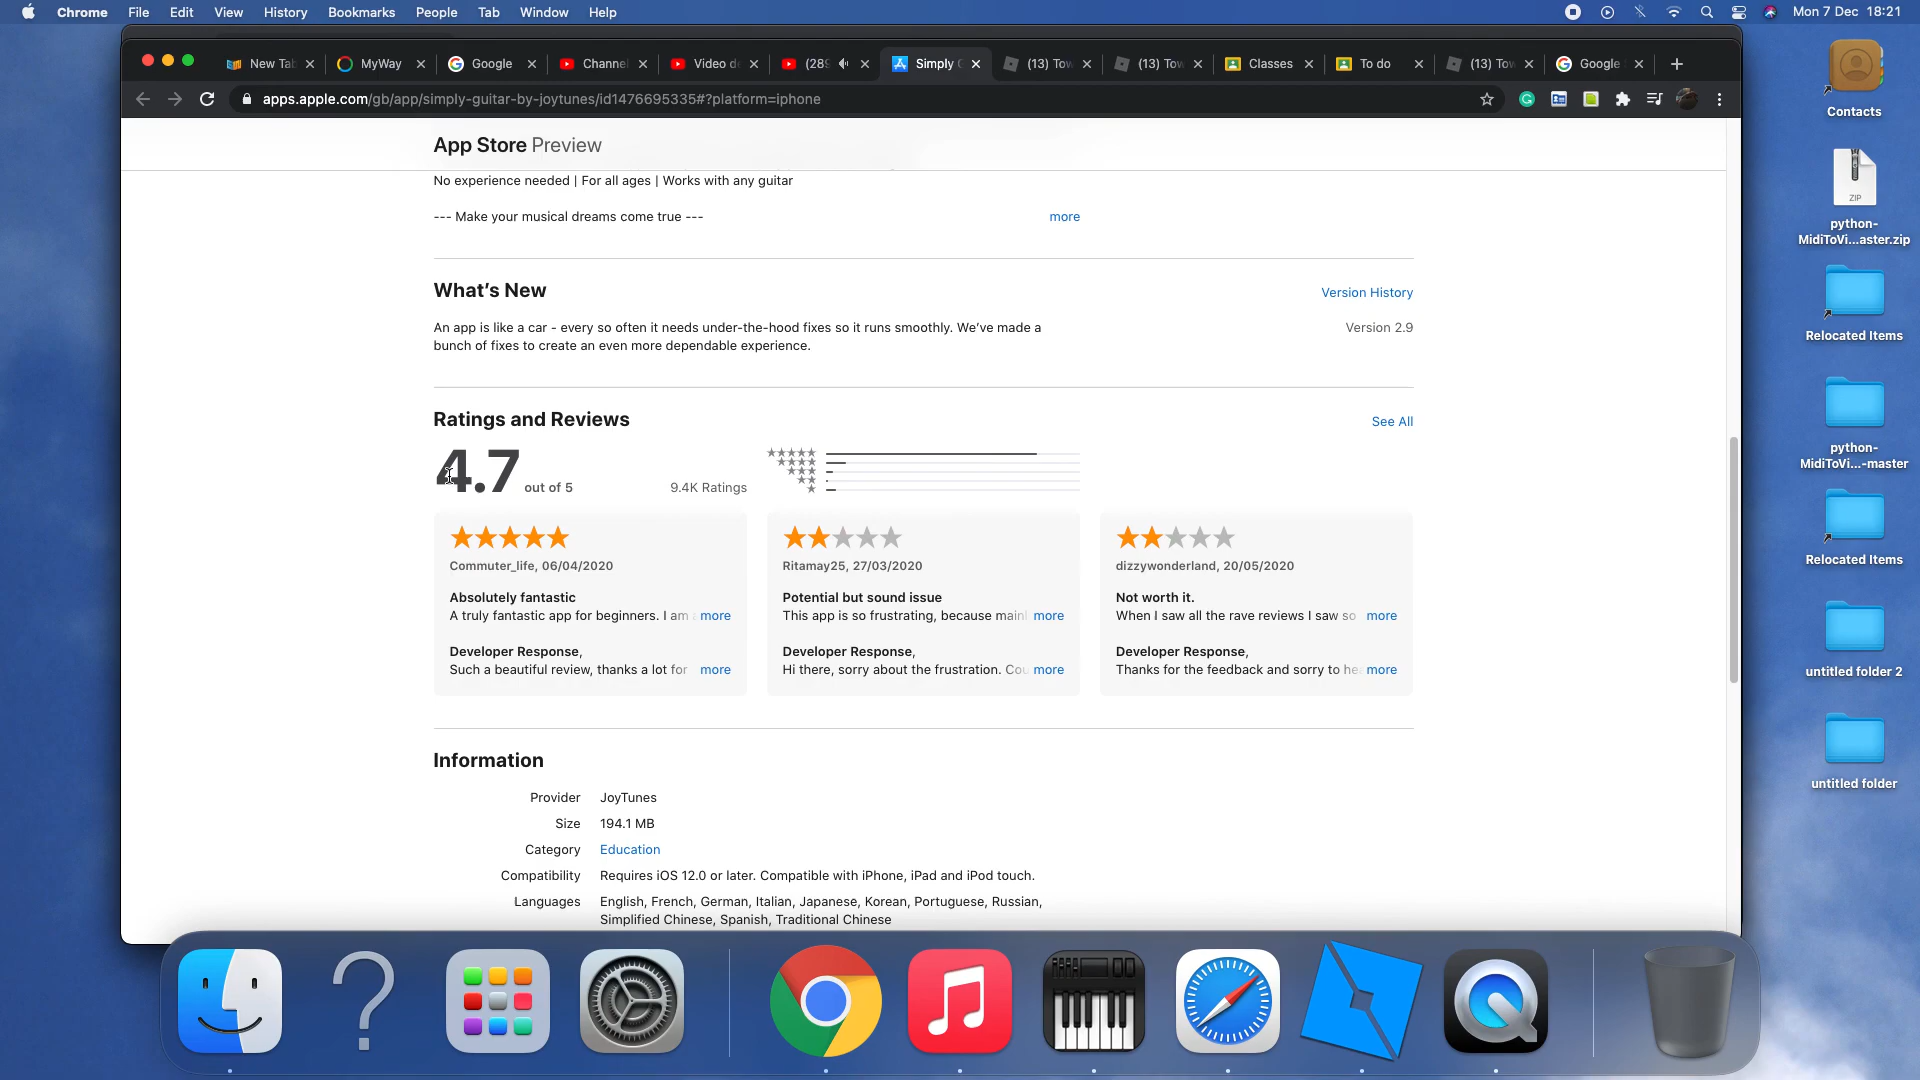 Chrome File Edit View History Bookmarks People Tab Window Help Mon 7 Dec 18:21
New Tab MyWay Google Channe Video de (289 Simply G (13) Tow (13) Tow Classes To do (13) Tow Google
apps.apple.com/gb/app/simply-guitar-by-joytunes/id1476695335#?platform=iphone
App Store Preview
No experience needed | For all ages | Works with any guitar
--- Make your musical dreams come true --- more
What's New Version History
An app is like a car - every so often it needs under-the-hood fixes so it runs smoothly. We've made a Version 2.9
bunch of fixes to create an even more dependable experience.
Ratings and Reviews See All
4.7 out of 5 9.4K Ratings
Commuter_life, 06/04/2020
Absolutely fantastic
A truly fantastic app for beginners. I am more
Developer Response,
Such a beautiful review, thanks a lot for more
Ritamay25, 27/03/2020
Potential but sound issue
This app is so frustrating, because main more
Developer Response,
Hi there, sorry about the frustration. Cou more
dizzywonderland, 20/05/2020
Not worth it.
When I saw all the rave reviews I saw so more
Developer Response,
Thanks for the feedback and sorry to he more
Information
Provider JoyTunes
Size 194.1 MB
Category Education
Compatibility Requires iOS 12.0 or later. Compatible with iPhone, iPad and iPod touch.
Languages English, French, German, Italian, Japanese, Korean, Portuguese, Russian,
Simplified Chinese, Spanish, Traditional Chinese
Contacts
ZIP
python-
MidiToVi...aster.zip
Relocated Items
python-
MidiToVi...-master
Relocated Items
untitled folder 2
untitled folder